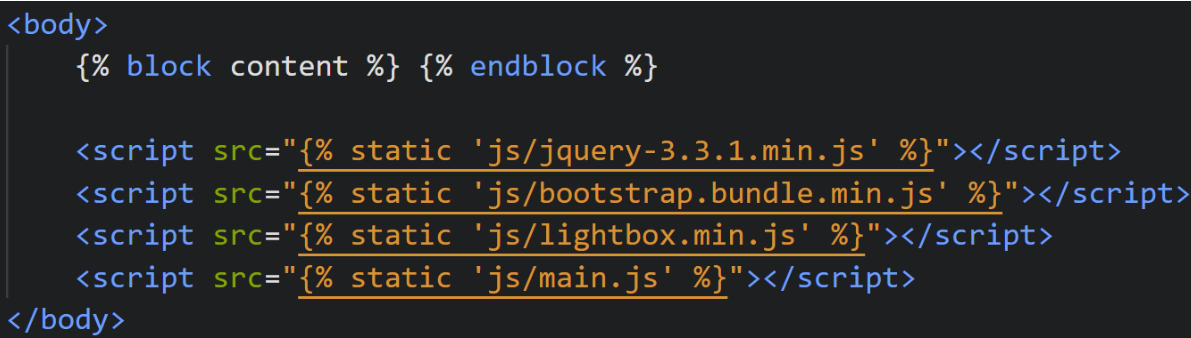 <body>
{% block content %} {% endblock %}
<script src="{% static 'js/jquery-3.3.1.min.js' %}"></script>
<script src="{% static 'js/bootstrap.bundle.min.js' %}"></script>
<script src="{% static 'js/lightbox.min.js' %}"></script>
<script src="{% static 'js/main.js' %}"></script>
</body>